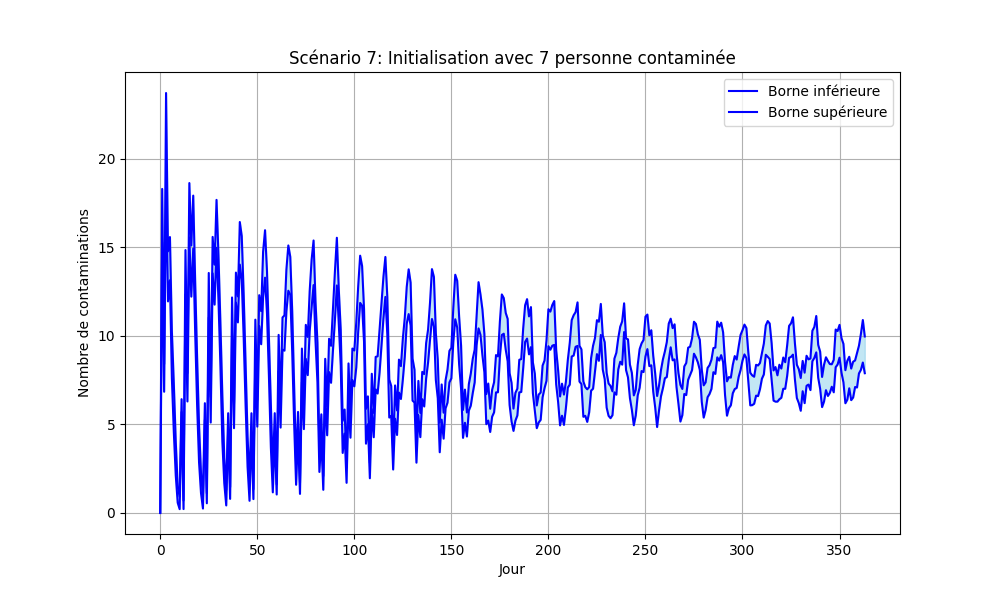 Scénario 7: Initialisation avec 7 personne contaminée
Borne inférieure
Borne supérieure
Nombre de contaminations
20
15
10
5
0
0 50 100 150 200 250 300 350
Jour